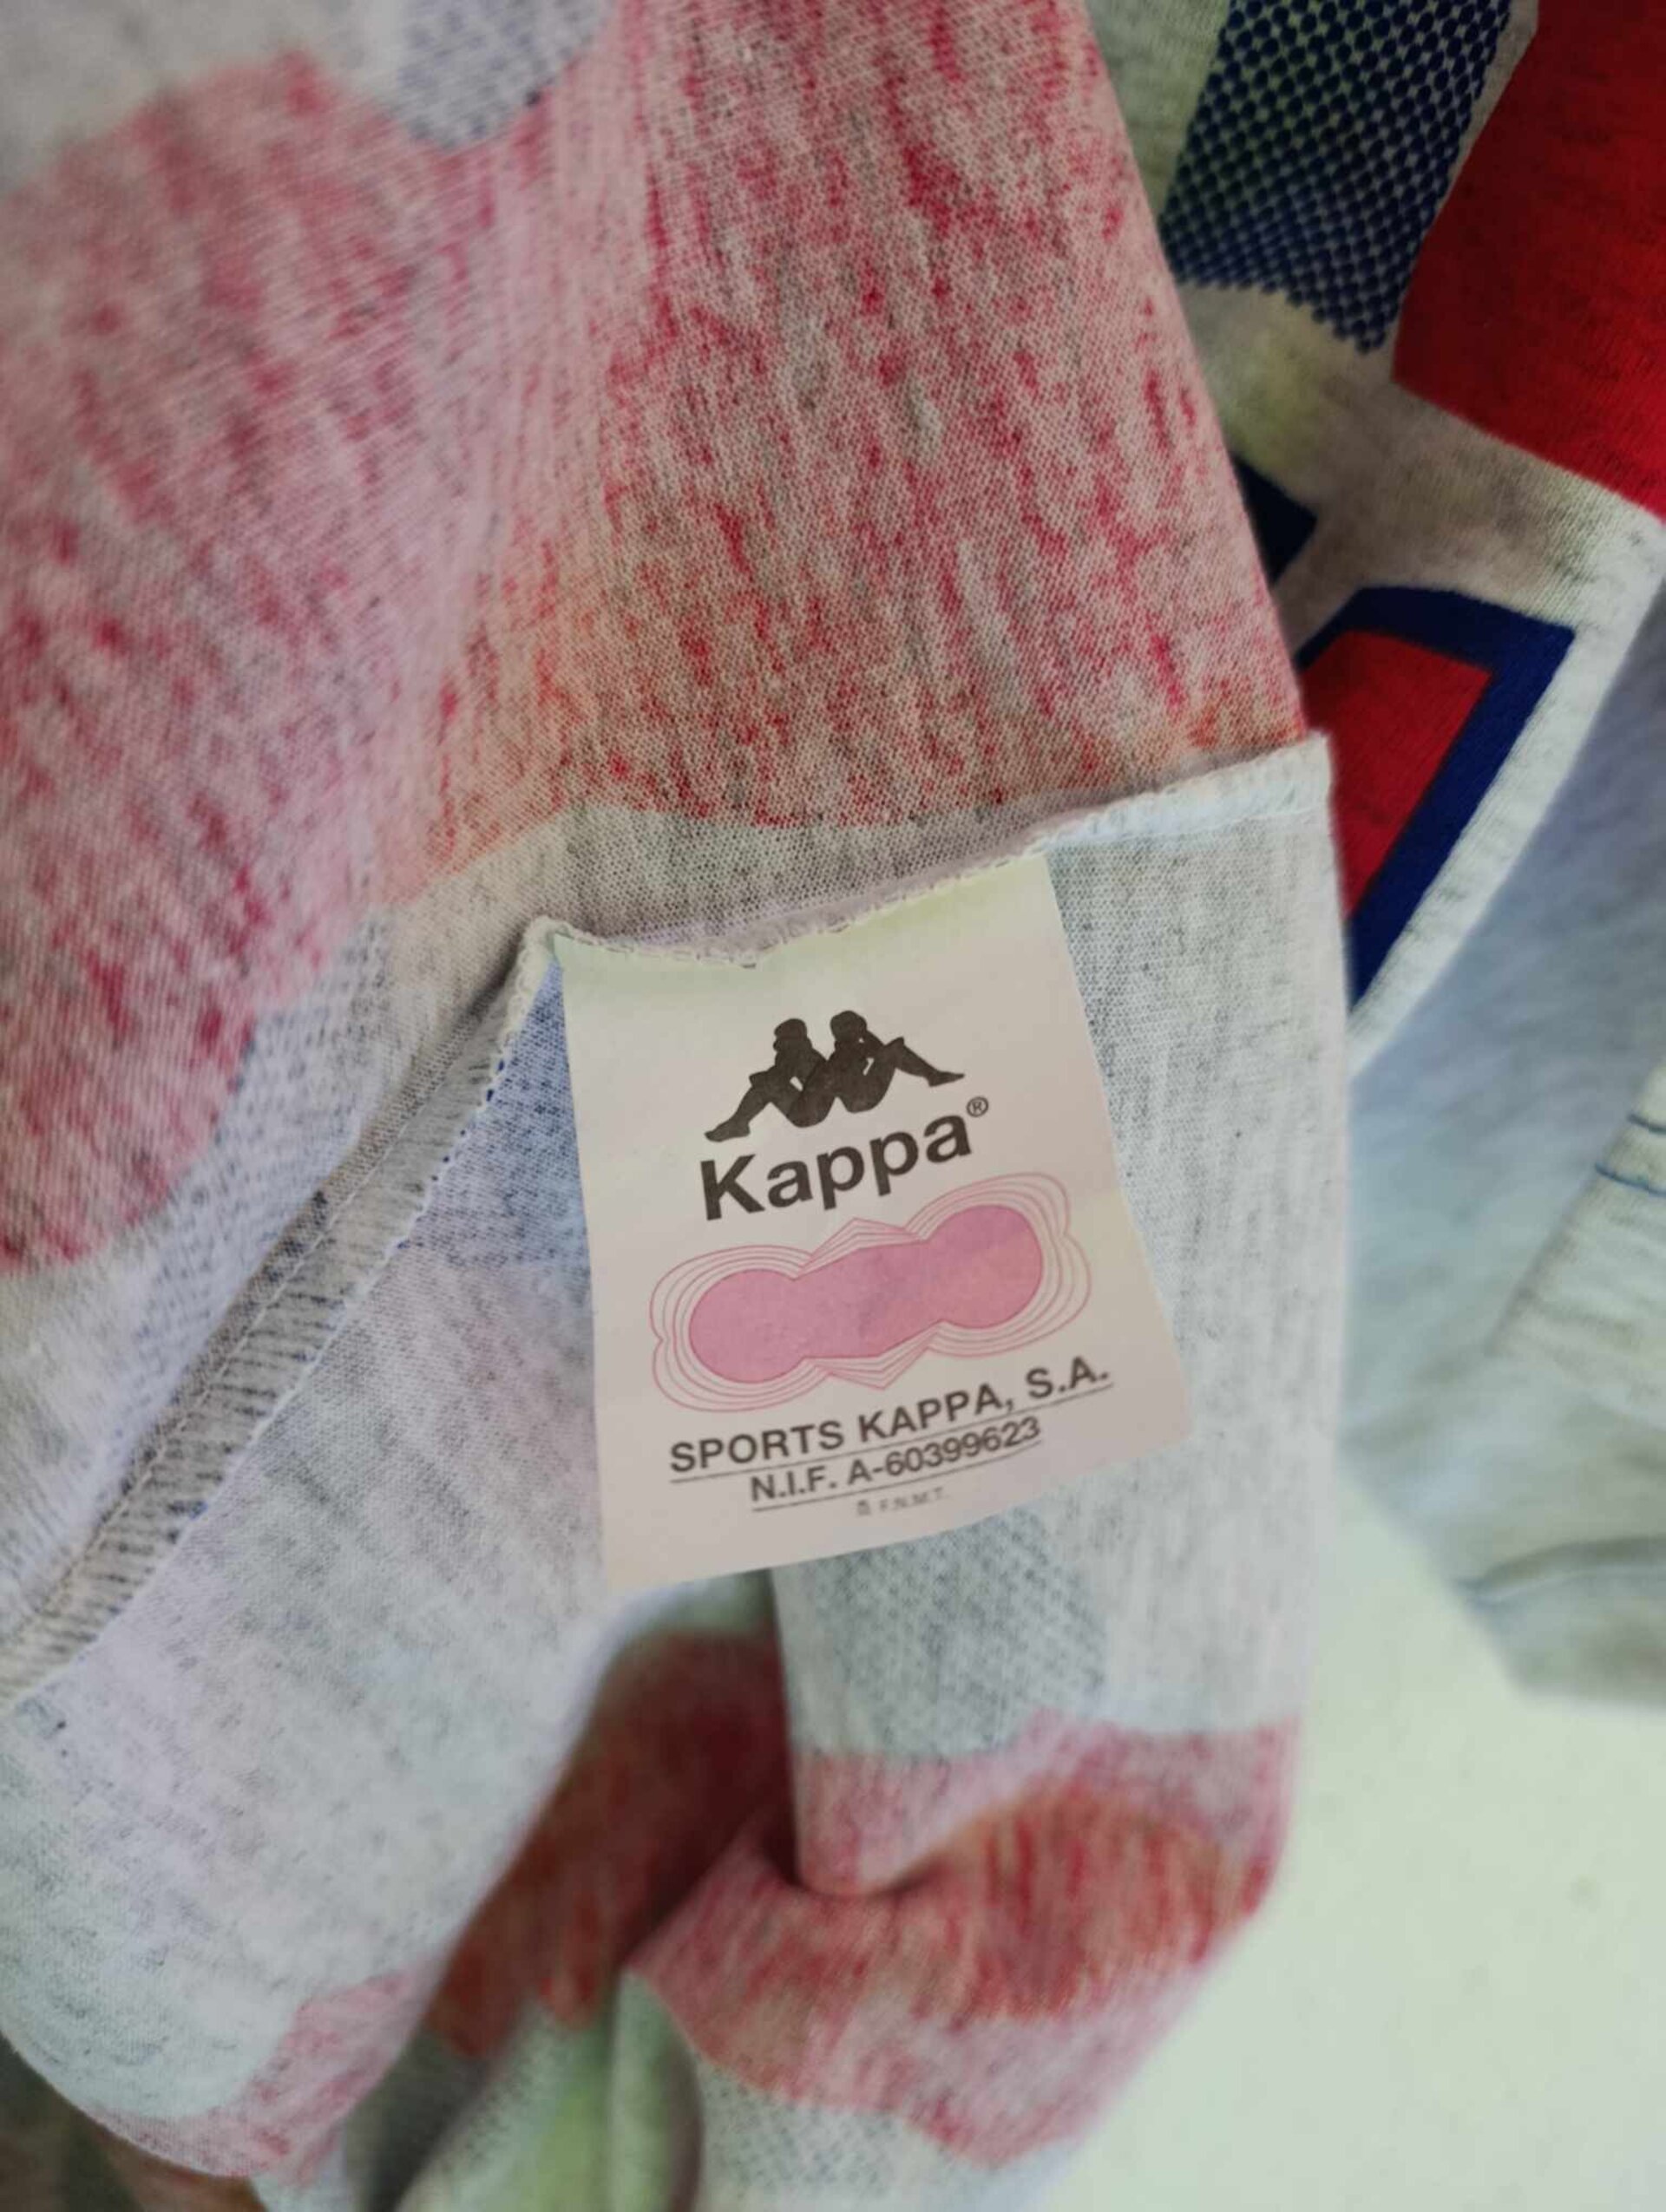 Kappa®
SPORTS KAPPA, S.A.
N.I.F. A-60399623
F.N.M.T.